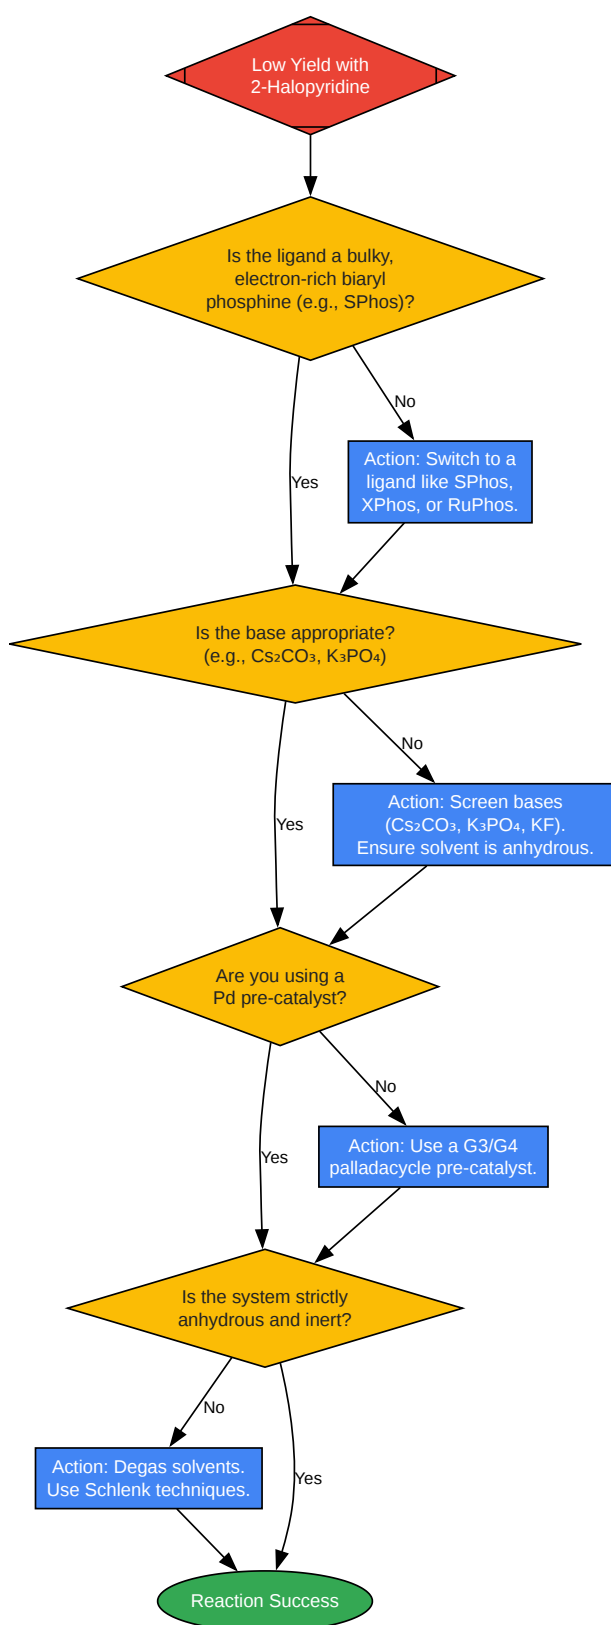 Low Yield with
2-Halopyridine
Is the ligand a bulky,
electron-rich biaryl
phosphine (e.g., SPhos)?
No
Action: Switch to a
ligand like SPhos,
XPhos, or RuPhos.
Yes
Is the base appropriate?
(e.g., Cs₂CO₃, K₃PO₄)
No
Action: Screen bases
(Cs₂CO₃, K₃PO₄, KF).
Ensure solvent is anhydrous.
Yes
Are you using a
Pd pre-catalyst?
No
Action: Use a G3/G4
palladacycle pre-catalyst.
Yes
Is the system strictly
anhydrous and inert?
No
Action: Degas solvents.
Use Schlenk techniques.
Yes
Reaction Success